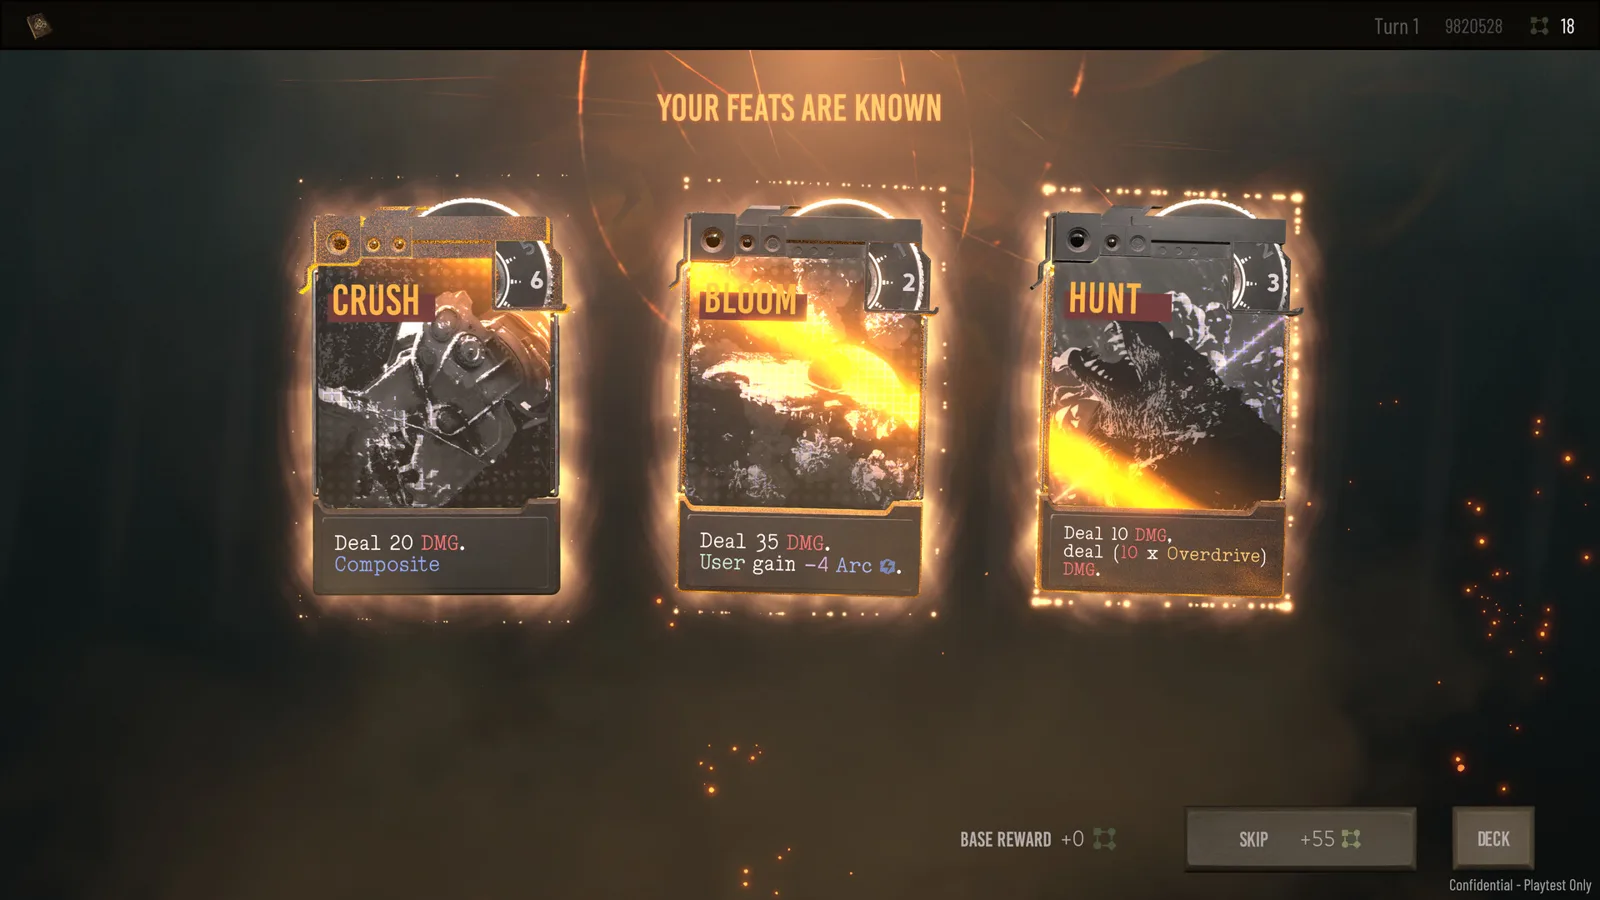 Turn 1 9820528 18
YOUR FEATS ARE KNOWN
CRUSH
6
Deal 20 DMG.
Composite
BLOOM
2
Deal 35 DMG.
User gain -4 Arc.
HUNT
3
Deal 10 DMG,
deal (10 x Overdrive)
DMG.
BASE REWARD +0
SKIP +55
DECK
Confidential - Playtest Only